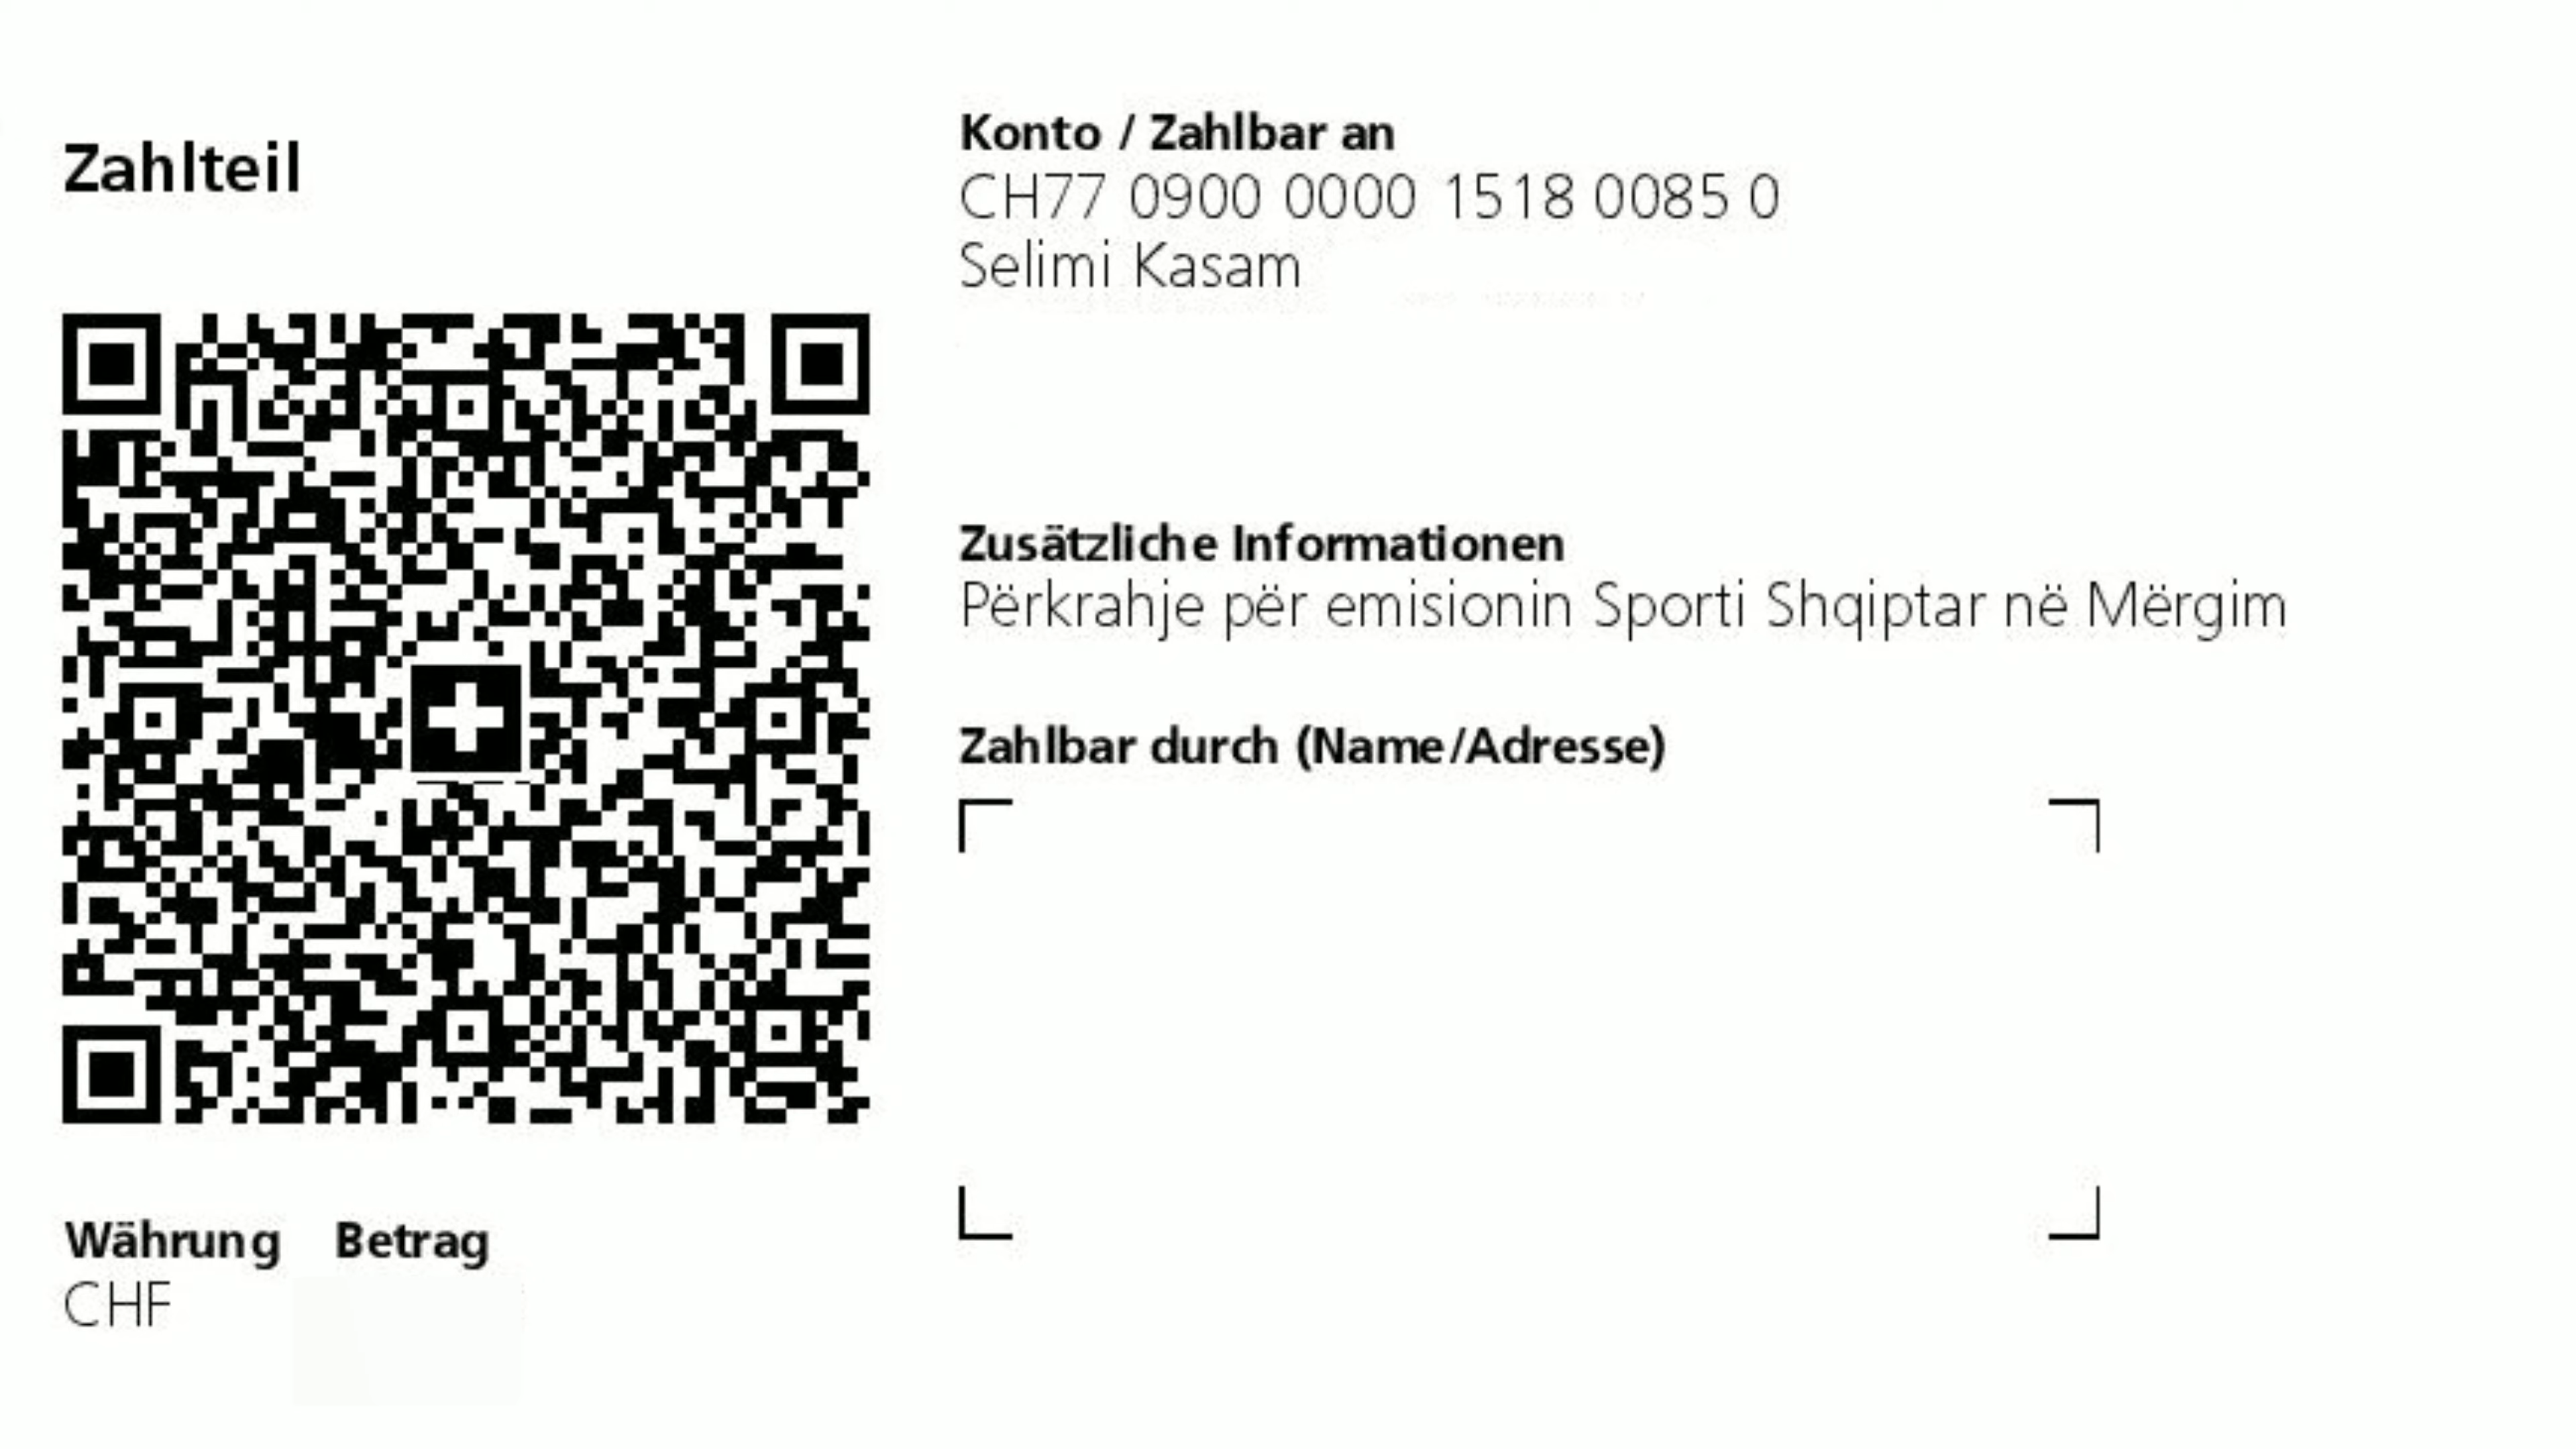 Zahlteil
Währung Betrag
CHF
Konto / Zahlbar an
CH77 0900 0000 1518 0085 0
Selimi Kasam
Zusätzliche Informationen
Përkrahje për emisionin Sporti Shqiptar në Mërgim
Zahlbar durch (Name/Adresse)